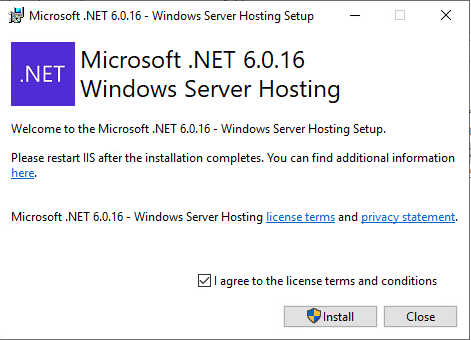 Microsoft .NET 6.0.16 - Windows Server Hosting Setup
.NET
Microsoft .NET 6.0.16
Windows Server Hosting
Welcome to the Microsoft .NET 6.0.16 - Windows Server Hosting Setup.
Please restart IIS after the installation completes. You can find additional information
here.
Microsoft .NET 6.0.16 - Windows Server Hosting license terms and privacy statement.
I agree to the license terms and conditions
Install
Close